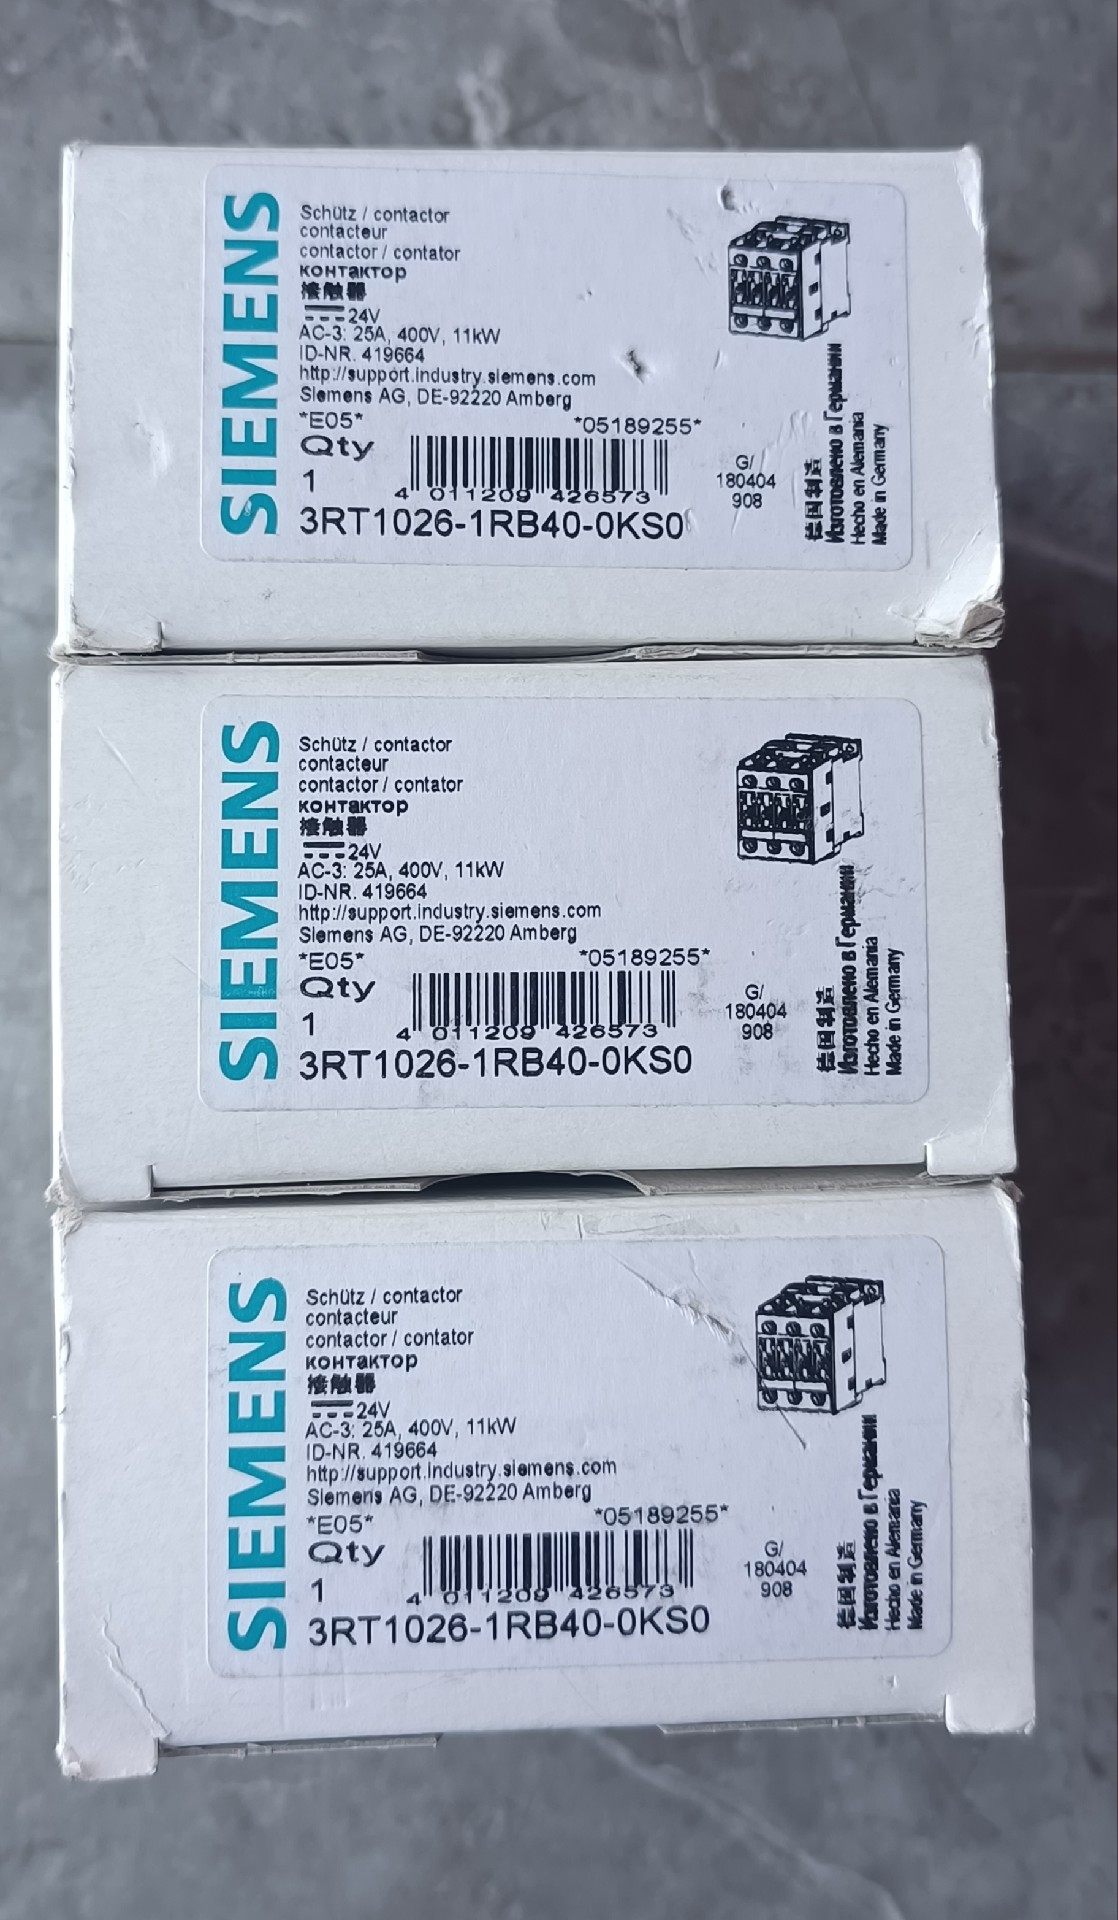 SIEMENS
Schütz / contactor
contacteur
contactor / contator
контактор
接触器
24V
AC-3: 25A, 400V, 11kW
ID-NR. 419664
http://support.industry.siemens.com
Siemens AG, DE-92220 Amberg
*E05* *05189255*
Qty
1
4 011209 426573
3RT1026-1RB40-0KS0
G/
180404
908
德国制造
Изготовлено в Германии
Hecho en Alemania
Made in Germany
SIEMENS
Schütz / contactor
contacteur
contactor / contator
контактор
接触器
24V
AC-3: 25A, 400V, 11kW
ID-NR. 419664
http://support.industry.siemens.com
Siemens AG, DE-92220 Amberg
*E05* *05189255*
Qty
1
4 011209 426573
3RT1026-1RB40-0KS0
G/
180404
908
德国制造
Изготовлено в Германии
Hecho en Alemania
Made in Germany
SIEMENS
Schütz / contactor
contacteur
contactor / contator
контактор
接触器
24V
AC-3: 25A, 400V, 11kW
ID-NR. 419664
http://support.industry.siemens.com
Siemens AG, DE-92220 Amberg
*E05* *05189255*
Qty
1
4 011209 426573
3RT1026-1RB40-0KS0
G/
180404
908
德国制造
Изготовлено в Германии
Hecho en Alemania
Made in Germany